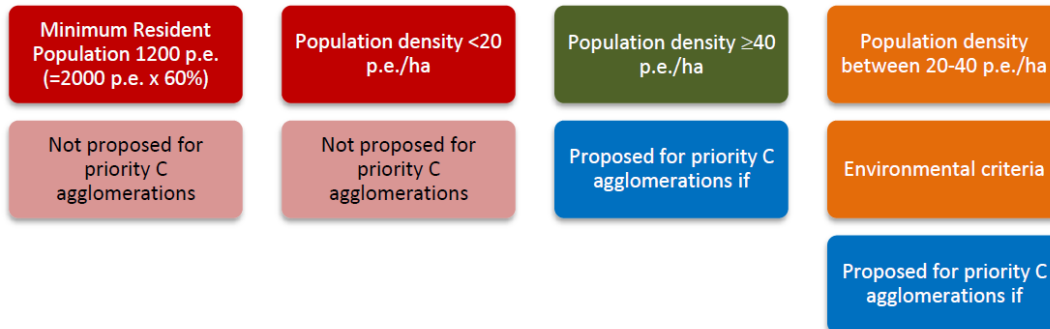 Minimum Resident
Population 1200 p.e.
(=2000 p.e. x 60%)
Population density <20
p.e./ha
Population density ≥40
p.e./ha
Population density
between 20-40 p.e./ha
Not proposed for
priority C
agglomerations
Not proposed for
priority C
agglomerations
Proposed for priority C
agglomerations if
Environmental criteria
Proposed for priority C
agglomerations if